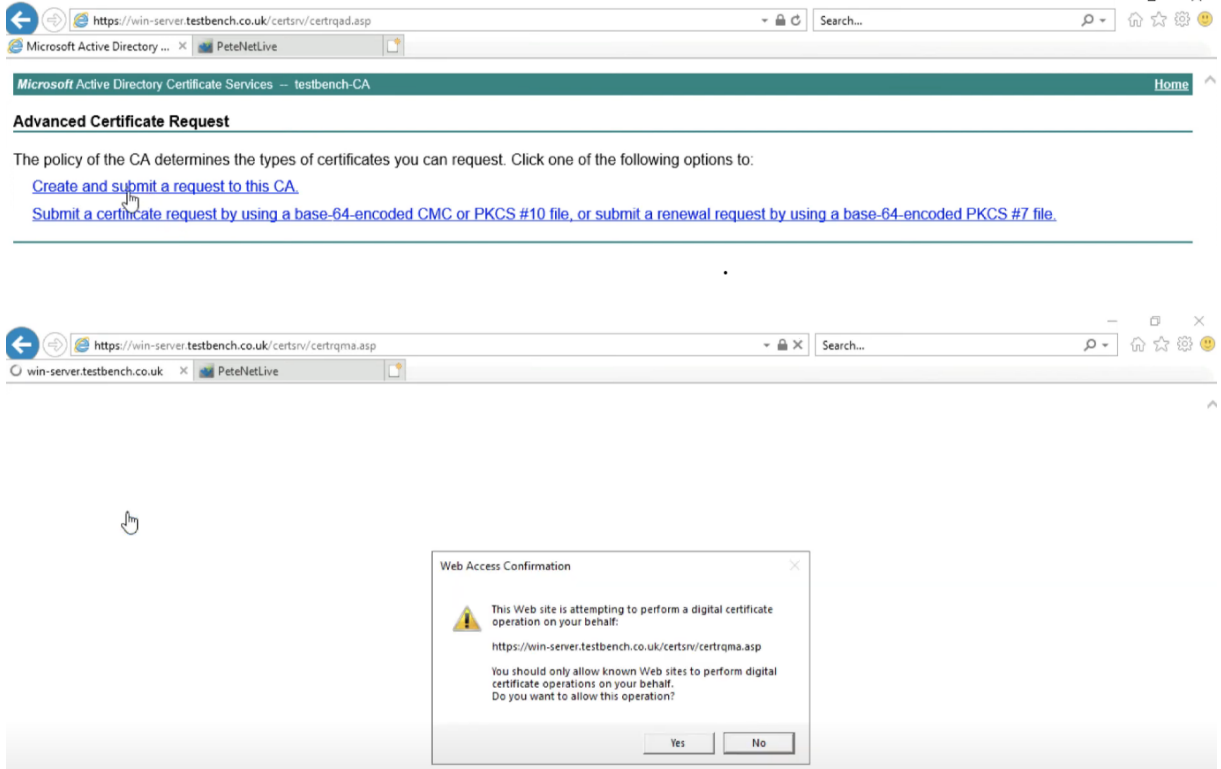 https://win-server.testbench.co.uk/certsrv/certrqad.asp
Search...
Microsoft Active Directory ...
PeteNetLive
Microsoft Active Directory Certificate Services -- testbench-CA
Home
Advanced Certificate Request
The policy of the CA determines the types of certificates you can request. Click one of the following options to:
Create and submit a request to this CA.
Submit a certificate request by using a base-64-encoded CMC or PKCS #10 file, or submit a renewal request by using a base-64-encoded PKCS #7 file.
https://win-server.testbench.co.uk/certsrv/certrqma.asp
Search...
win-server.testbench.co.uk
PeteNetLive
Web Access Confirmation
This Web site is attempting to perform a digital certificate
operation on your behalf:
https://win-server.testbench.co.uk/certsrv/certrqma.asp
You should only allow known Web sites to perform digital
certificate operations on your behalf.
Do you want to allow this operation?
Yes
No